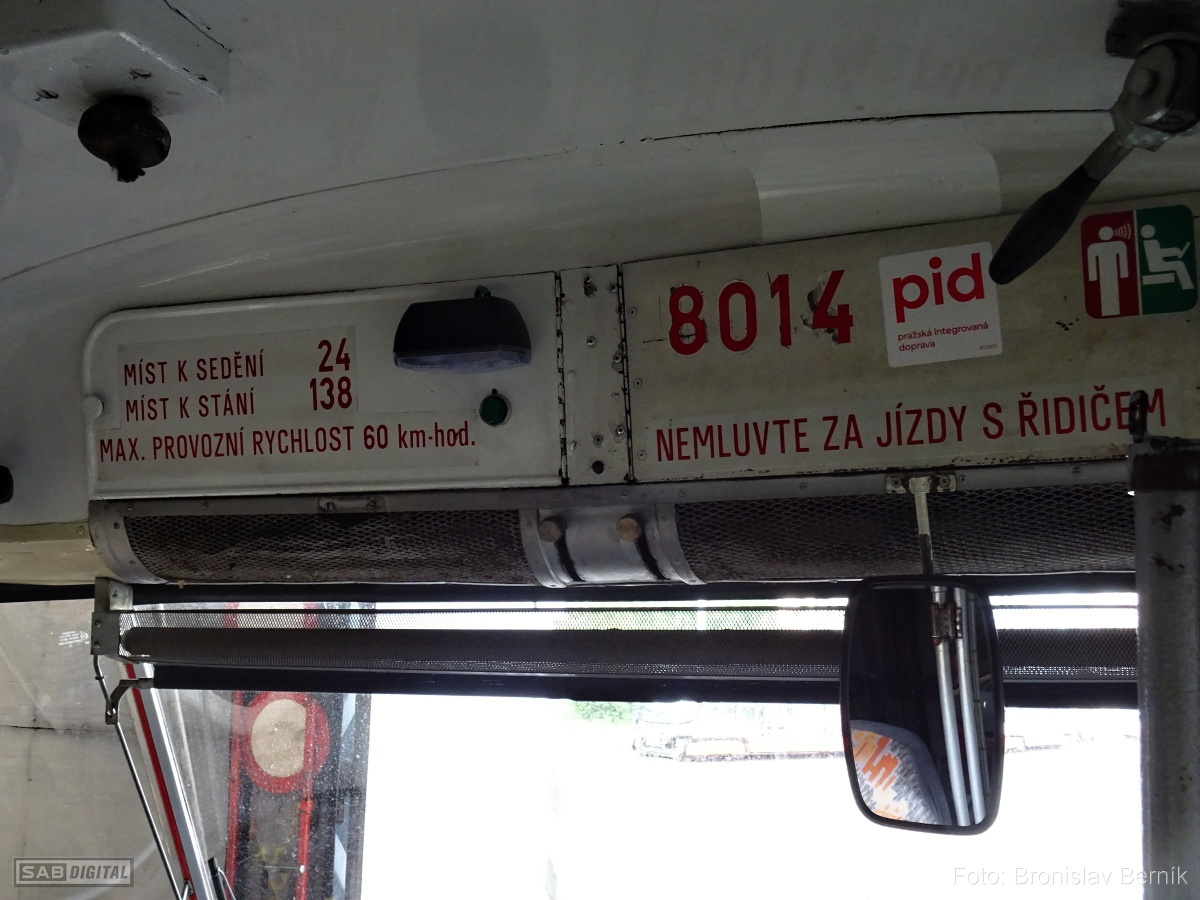 MÍST K SEDĚNÍ 24
MÍST K STÁNÍ 138
MAX. PROVOZNÍ RYCHLOST 60 km-hod.
8014
pid
pražská integrovaná
doprava
NEMLUVTE ZA JÍZDY S ŘIDIČEM
SAB DIGITAL
Foto: Bronislav Berník